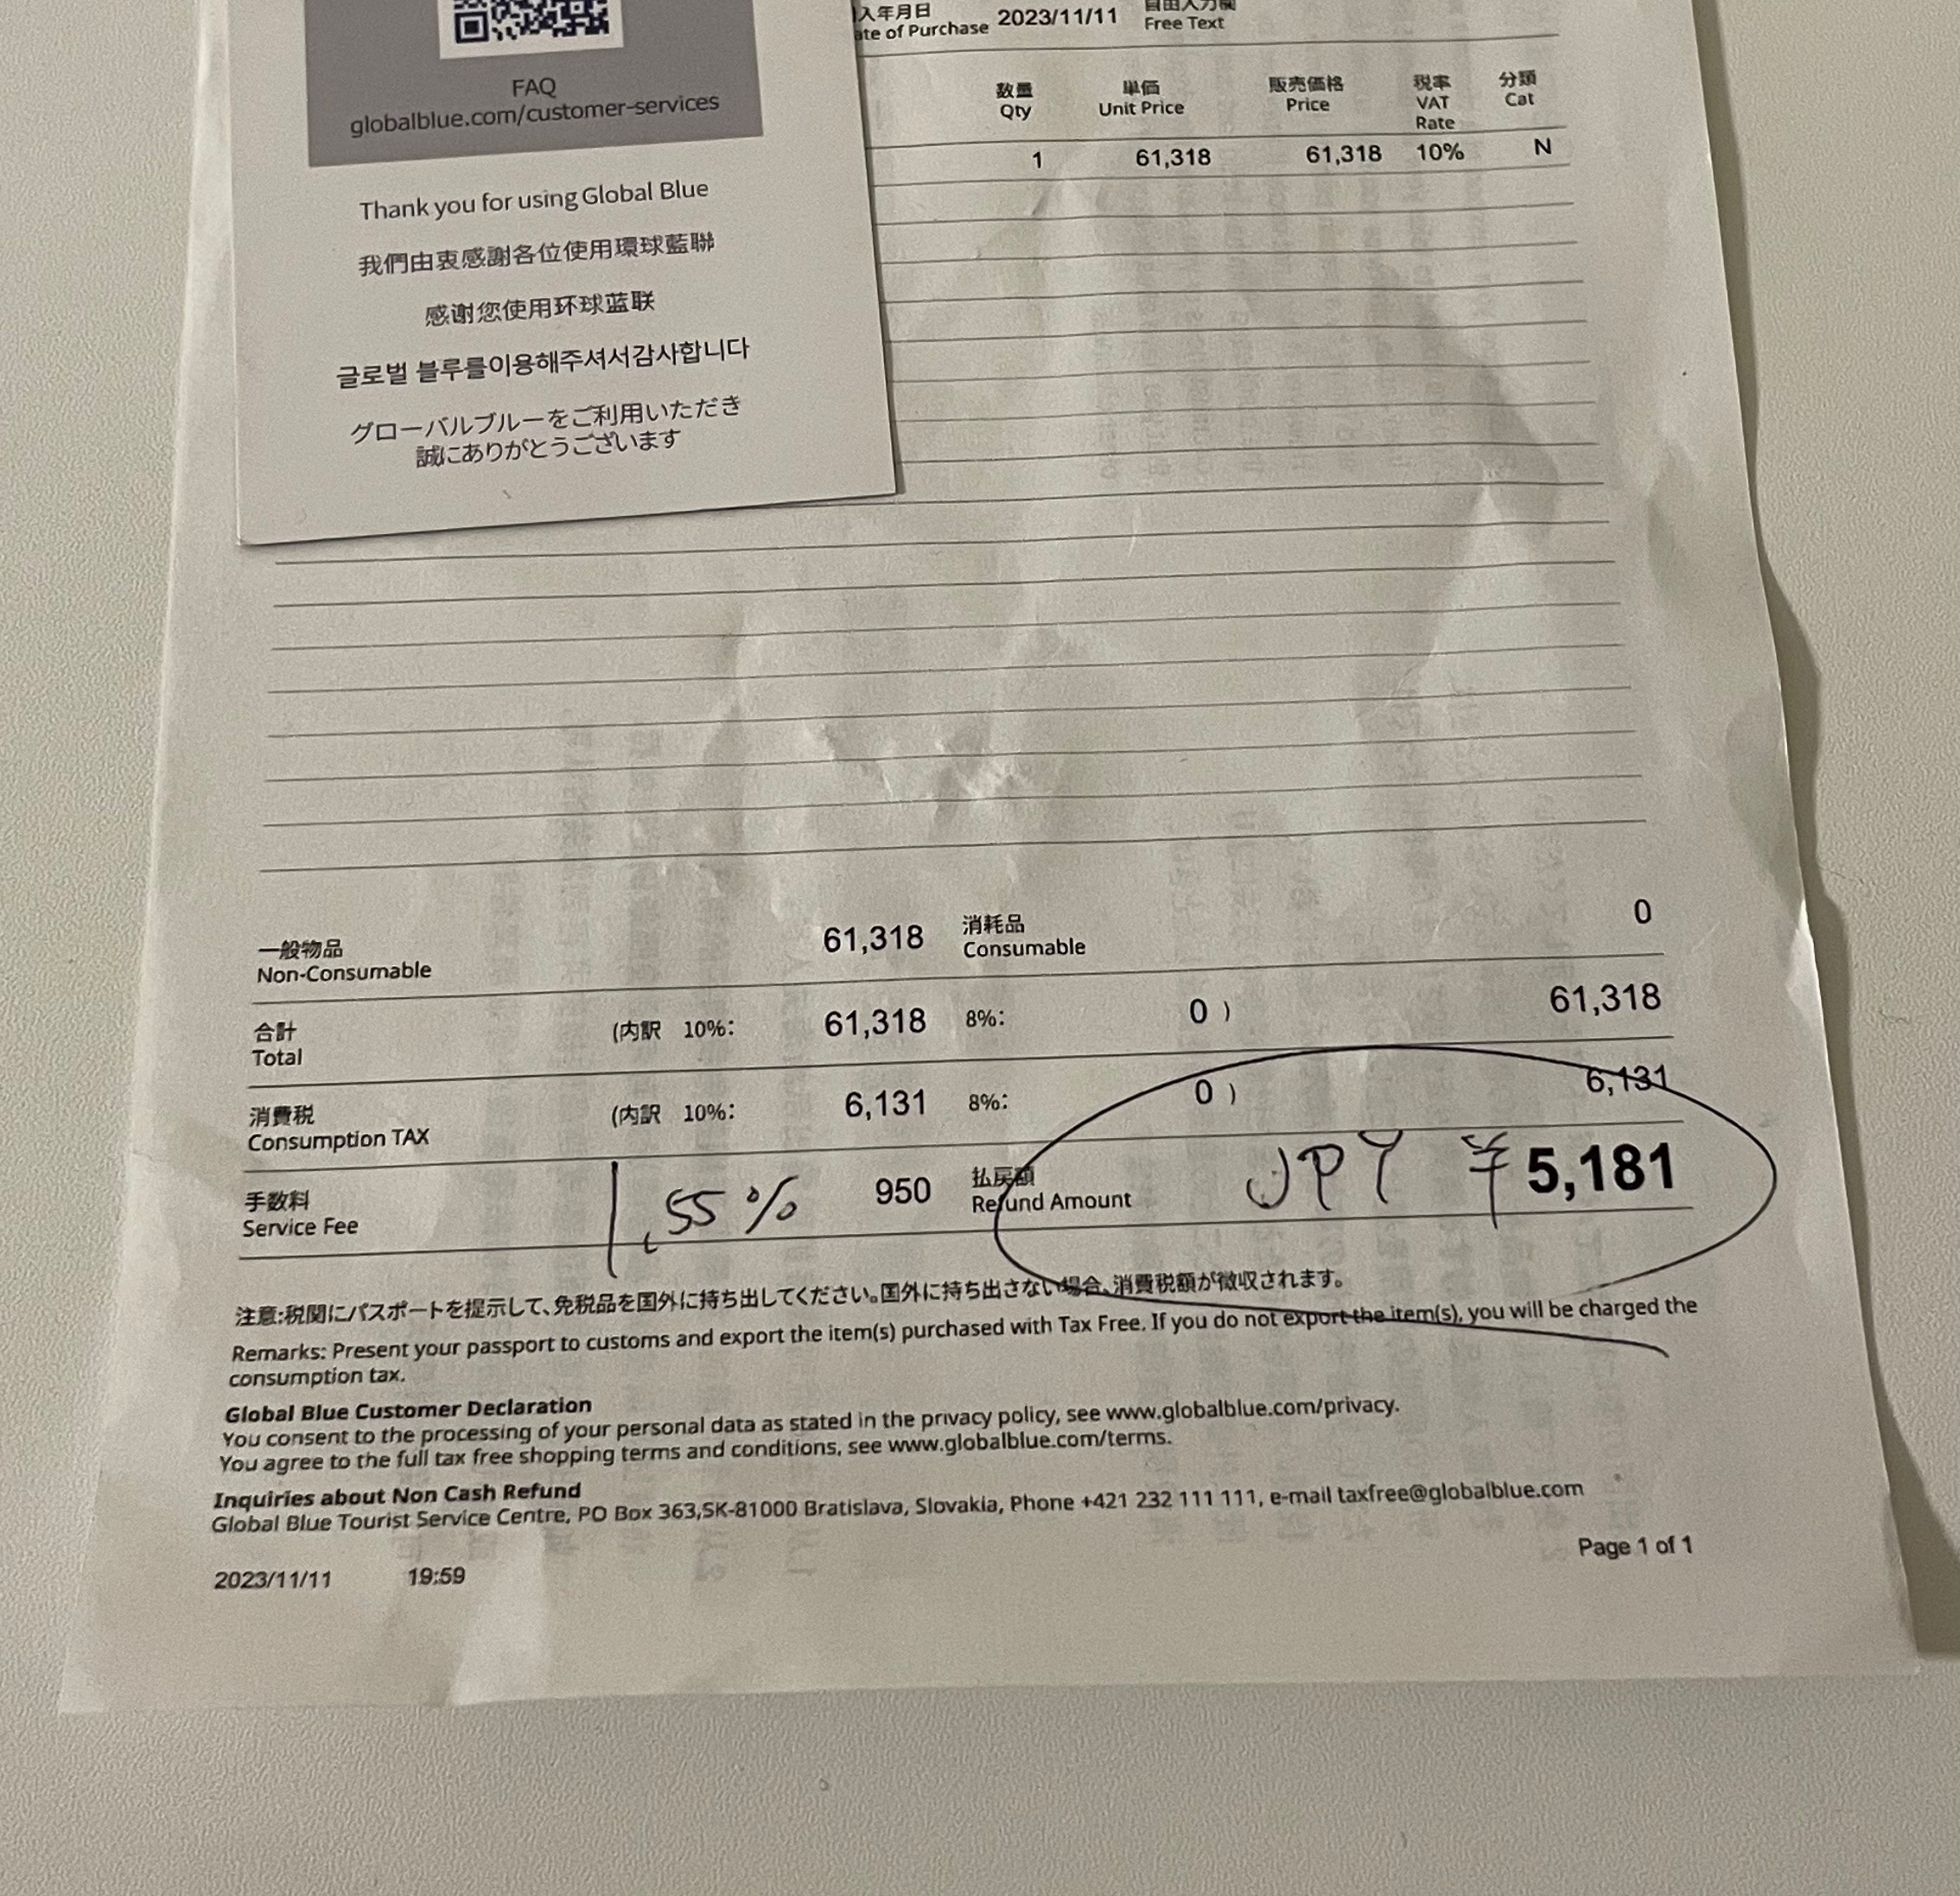 FAQ
globalblue.com/customer-services
Thank you for using Global Blue
我們由衷感謝各位使用環球藍聯
感谢您使用环球蓝联
글로벌 블루를이용해주셔서감사합니다
グローバルブルーをご利用いただき
誠にありがとうございます
入年月日 2023/11/11 自由入力欄
ate of Purchase Free Text
数量 単価 販売価格 税率 分類
Qty Unit Price Price VAT Rate Cat
1 61,318 61,318 10% N
一般物品 61,318 消耗品 0
Non-Consumable Consumable
合計 (内訳 10%: 61,318 8%: 0 ) 61,318
Total
消費税 (内訳 10%: 6,131 8%: 0 ) 6,131
Consumption TAX
手数料 1.55% 950 払戻額 JPY ¥ 5,181
Service Fee Refund Amount
注意:税関にパスポートを提示して、免税品を国外に持ち出してください。国外に持ち出さない場合、消費税額が徴収されます。
Remarks: Present your passport to customs and export the item(s) purchased with Tax Free. If you do not export the item(s), you will be charged the
consumption tax.
Global Blue Customer Declaration
You consent to the processing of your personal data as stated in the privacy policy, see www.globalblue.com/privacy.
You agree to the full tax free shopping terms and conditions, see www.globalblue.com/terms.
Inquiries about Non Cash Refund
Global Blue Tourist Service Centre, PO Box 363,SK-81000 Bratislava, Slovakia, Phone +421 232 111 111, e-mail taxfree@globalblue.com
Page 1 of 1
2023/11/11 19:59